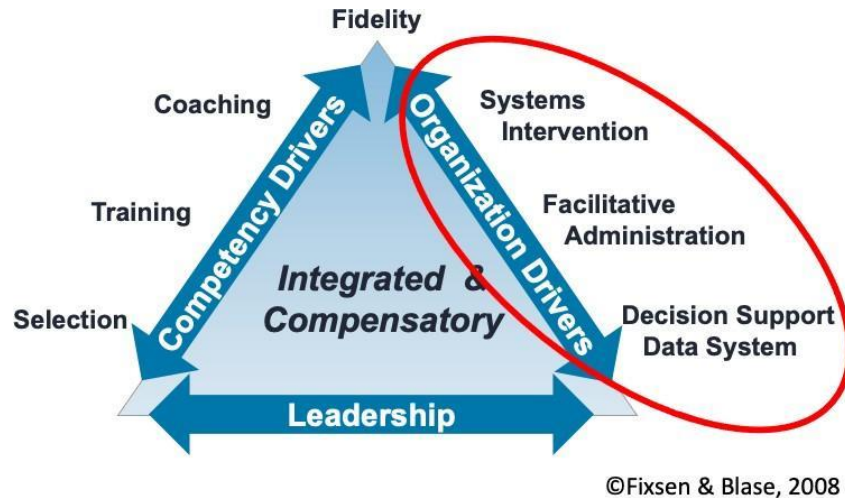 Fidelity
Coaching
Training
Selection
Competency Drivers
Organization Drivers
Systems
Intervention
Facilitative
Administration
Decision Support
Data System
Integrated &
Compensatory
Leadership
©Fixsen & Blase, 2008